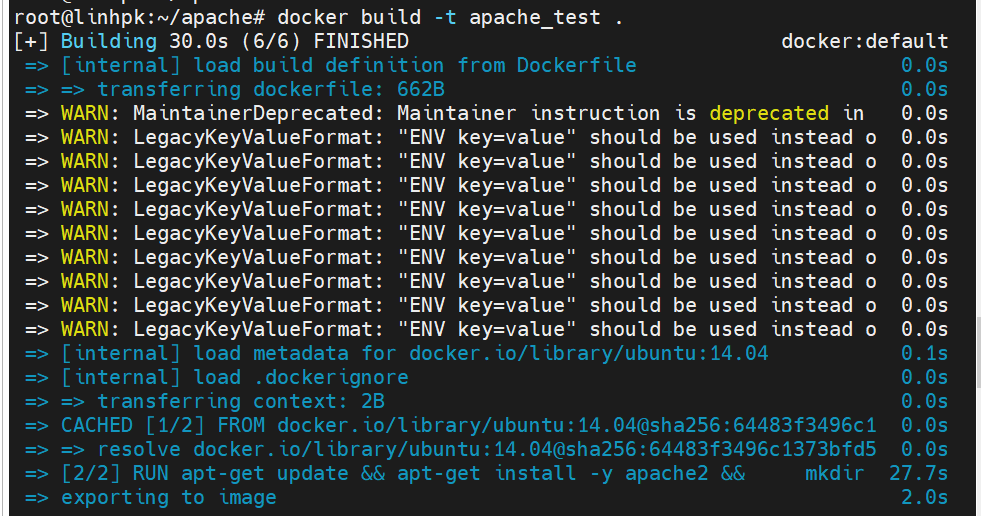 root@linhpk:~/apache# docker build -t apache_test .
[+] Building 30.0s (6/6) FINISHED docker:default
=> [internal] load build definition from Dockerfile 0.0s
=> => transferring dockerfile: 662B 0.0s
=> WARN: MaintainerDeprecated: Maintainer instruction is deprecated in 0.0s
=> WARN: LegacyKeyValueFormat: "ENV key=value" should be used instead o 0.0s
=> WARN: LegacyKeyValueFormat: "ENV key=value" should be used instead o 0.0s
=> WARN: LegacyKeyValueFormat: "ENV key=value" should be used instead o 0.0s
=> WARN: LegacyKeyValueFormat: "ENV key=value" should be used instead o 0.0s
=> WARN: LegacyKeyValueFormat: "ENV key=value" should be used instead o 0.0s
=> WARN: LegacyKeyValueFormat: "ENV key=value" should be used instead o 0.0s
=> WARN: LegacyKeyValueFormat: "ENV key=value" should be used instead o 0.0s
=> WARN: LegacyKeyValueFormat: "ENV key=value" should be used instead o 0.0s
=> WARN: LegacyKeyValueFormat: "ENV key=value" should be used instead o 0.0s
=> [internal] load metadata for docker.io/library/ubuntu:14.04 0.1s
=> [internal] load .dockerignore 0.0s
=> => transferring context: 2B 0.0s
=> CACHED [1/2] FROM docker.io/library/ubuntu:14.04@sha256:64483f3496c1 0.0s
=> => resolve docker.io/library/ubuntu:14.04@sha256:64483f3496c1373bfd5 0.0s
=> [2/2] RUN apt-get update && apt-get install -y apache2 && mkdir 27.7s
=> exporting to image 2.0s